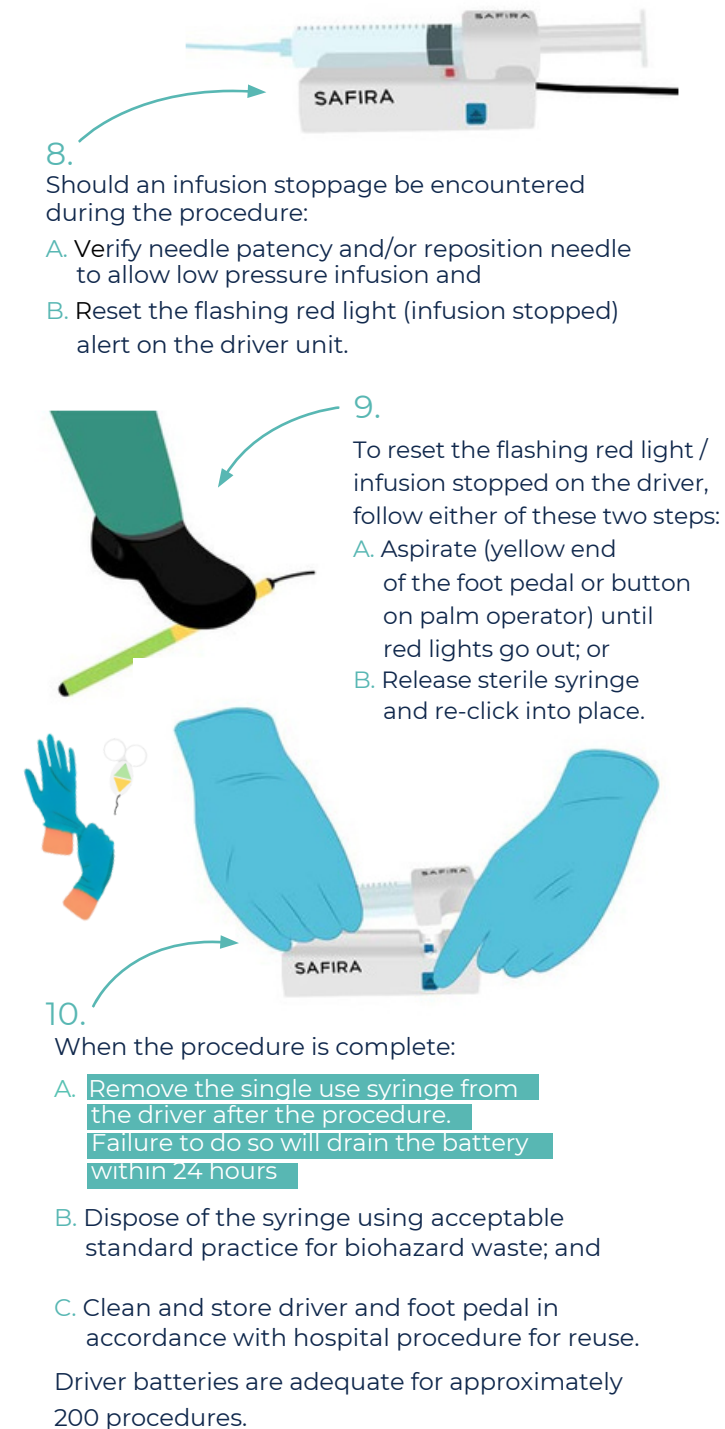 SAFIRA
SAFIRA
8.
Should an infusion stoppage be encountered
during the procedure:
A. Verify needle patency and/or reposition needle
to allow low pressure infusion and
B. Reset the flashing red light (infusion stopped)
alert on the driver unit.
9.
To reset the flashing red light /
infusion stopped on the driver,
follow either of these two steps:
A. Aspirate (yellow end
of the foot pedal or button
on palm operator) until
red lights go out; or
B. Release sterile syringe
and re-click into place.
SAFIRA
SAFIRA
10.
When the procedure is complete:
A. Remove the single use syringe from
the driver after the procedure.
Failure to do so will drain the battery
within 24 hours
B. Dispose of the syringe using acceptable
standard practice for biohazard waste; and
C. Clean and store driver and foot pedal in
accordance with hospital procedure for reuse.
Driver batteries are adequate for approximately
200 procedures.